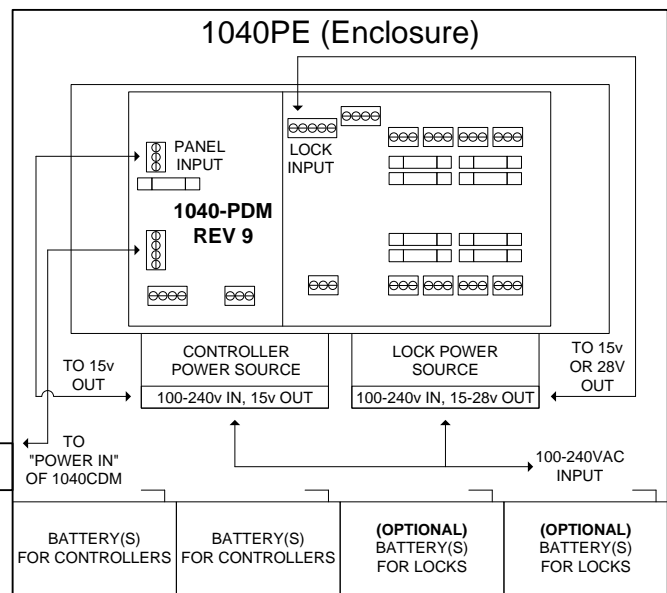 1040PE (Enclosure)
PANEL
INPUT
LOCK
INPUT
1040-PDM
REV 9
TO 15v
OUT
CONTROLLER
POWER SOURCE
100-240v IN, 15v OUT
LOCK POWER
SOURCE
100-240v IN, 15-28v OUT
TO 15v
OR 28V
OUT
TO
"POWER IN"
OF 1040CDM
100-240VAC
INPUT
BATTERY(S)
FOR CONTROLLERS
BATTERY(S)
FOR CONTROLLERS
(OPTIONAL)
BATTERY(S)
FOR LOCKS
(OPTIONAL)
BATTERY(S)
FOR LOCKS